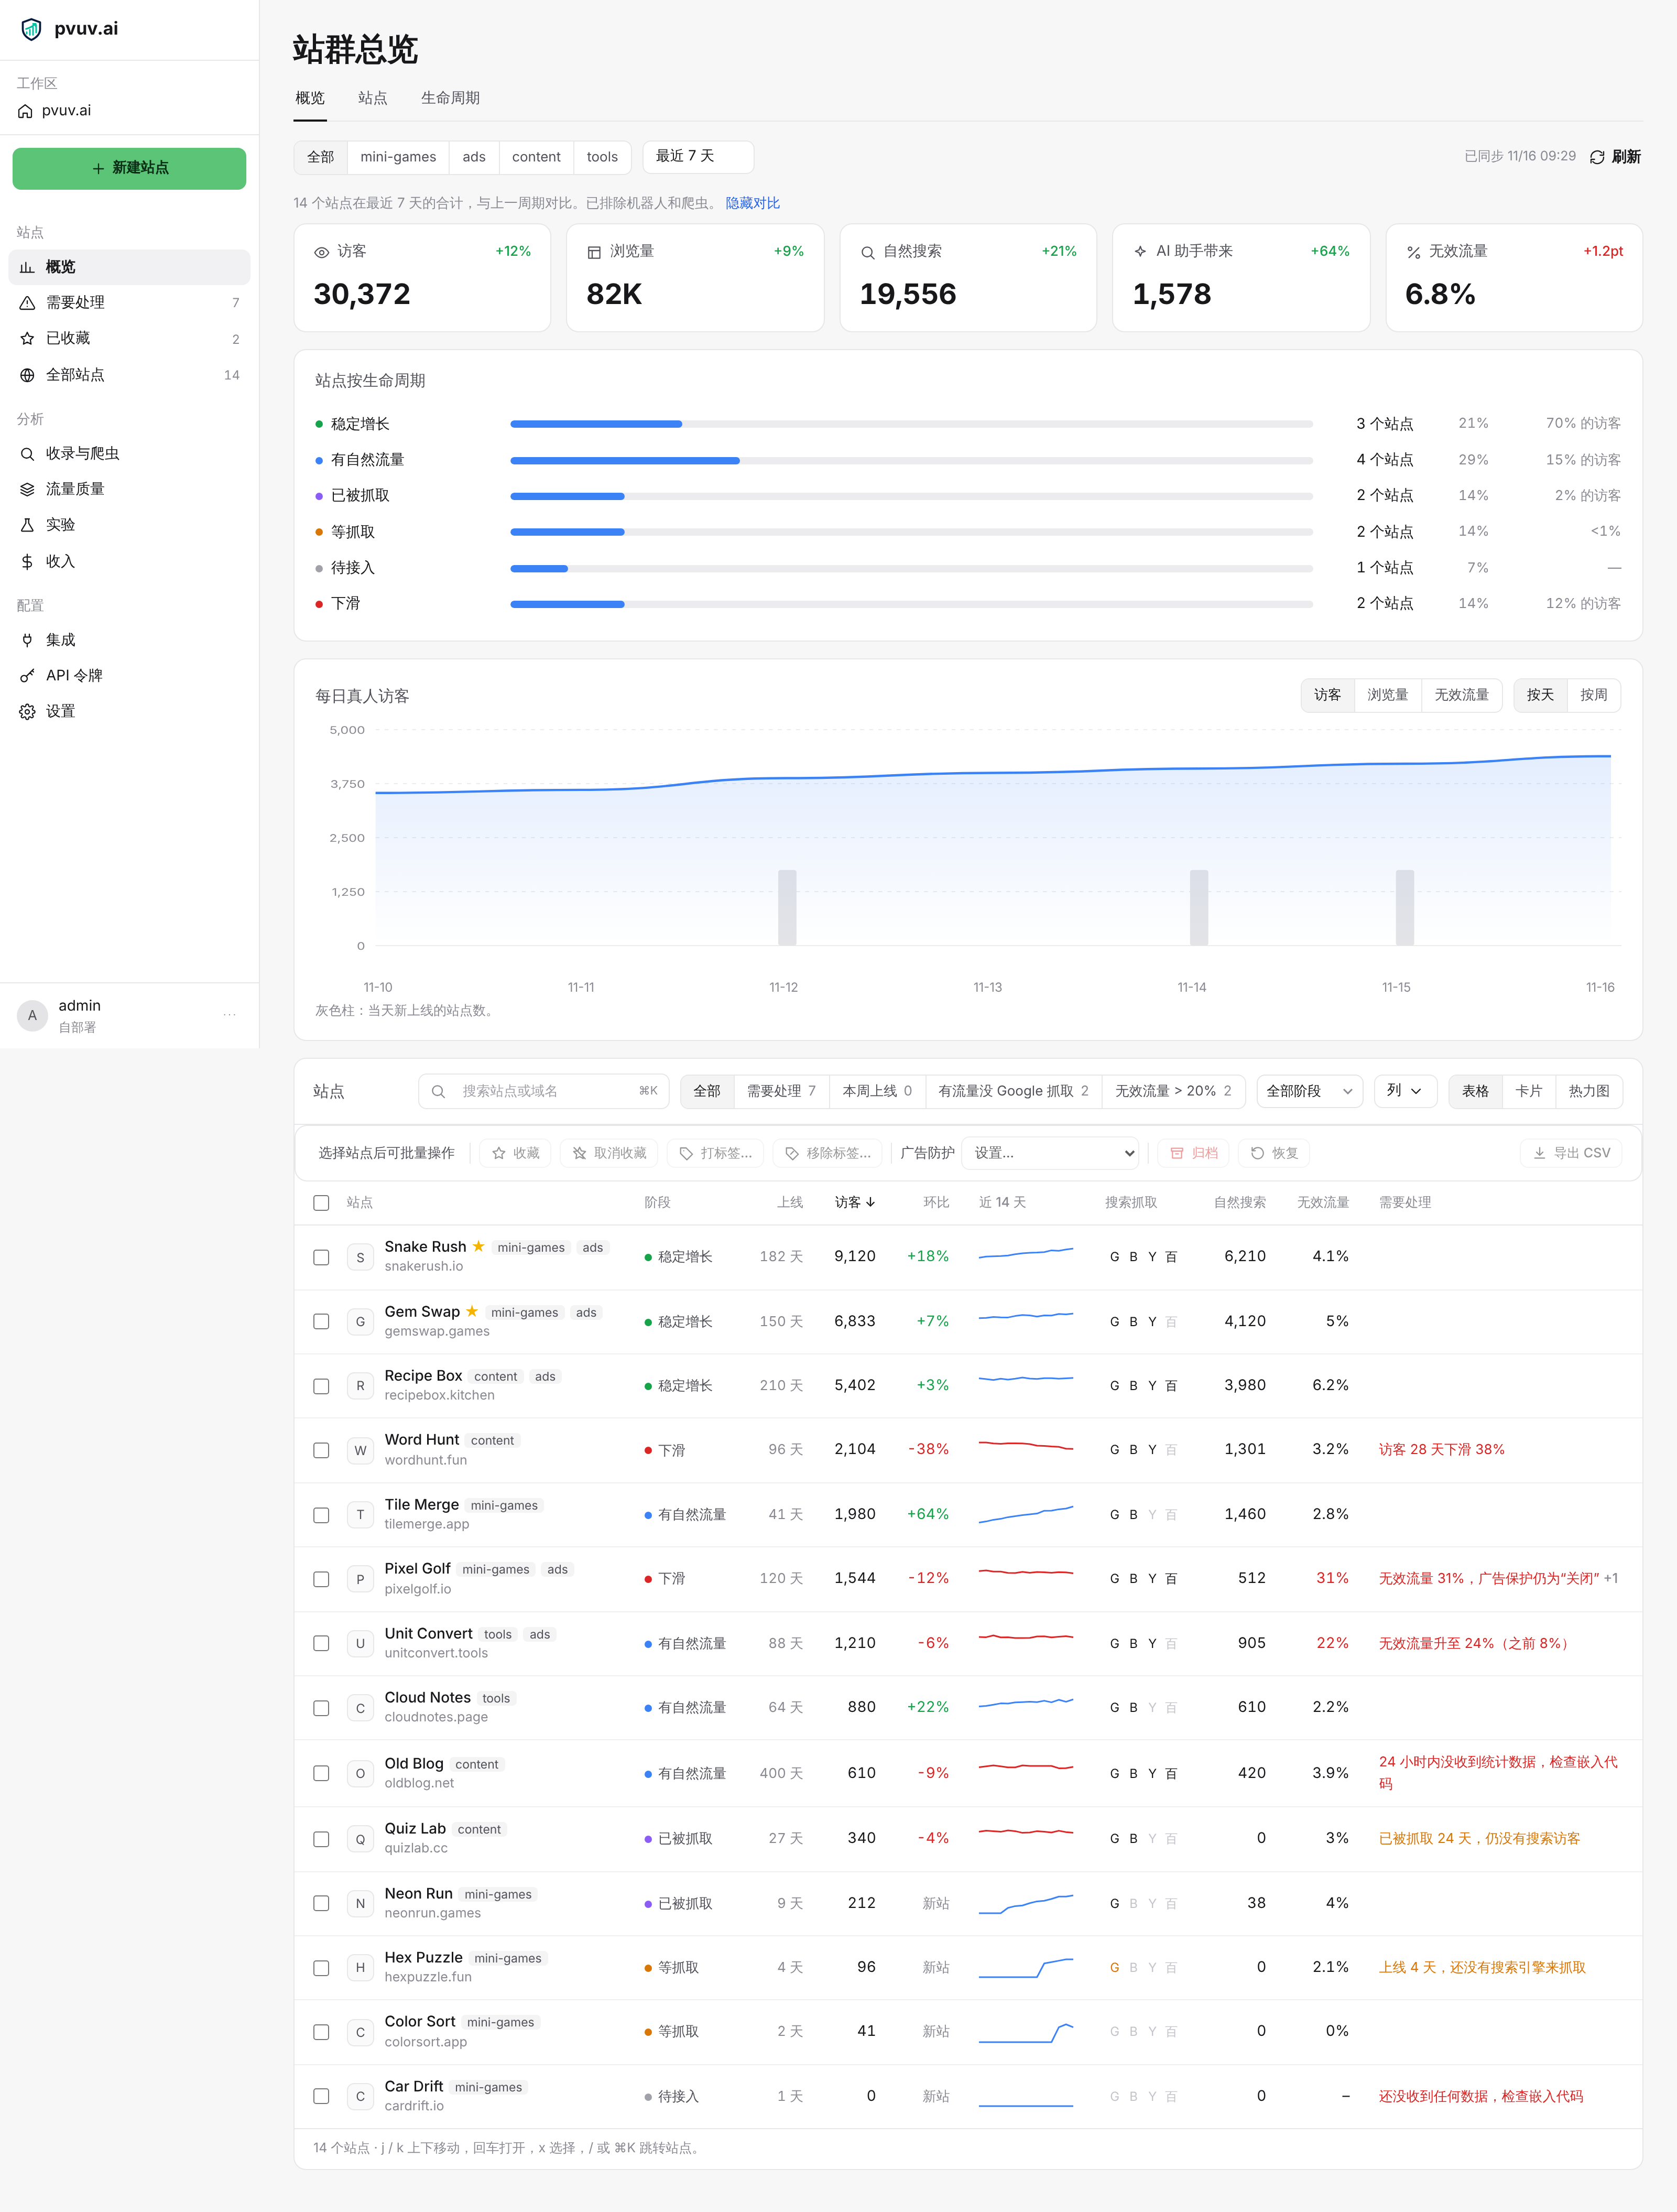 pvuv.ai
工作区
pvuv.ai
新建站点
站点
概览
需要处理 7
已收藏 2
全部站点 14
分析
收录与爬虫
流量质量
实验
收入
配置
集成
API 令牌
设置
A admin
自部署
...
站群总览
概览 站点 生命周期
全部 mini-games ads content tools 最近 7 天 已同步 11/16 09:29 刷新
14 个站点在最近 7 天的合计，与上一周期对比。已排除机器人和爬虫。 隐藏对比
访客 +12% 浏览量 +9% 自然搜索 +21% AI 助手带来 +64% 无效流量 +1.2pt
30,372 82K 19,556 1,578 6.8%
站点按生命周期
稳定增长 3 个站点 21% 70% 的访客
有自然流量 4 个站点 29% 15% 的访客
已被抓取 2 个站点 14% 2% 的访客
等抓取 2 个站点 14% <1%
待接入 1 个站点 7% —
下滑 2 个站点 14% 12% 的访客
每日真人访客 访客 浏览量 无效流量 按天 按周
5,000
3,750
2,500
1,250
0
11-10 11-11 11-12 11-13 11-14 11-15 11-16
灰色柱：当天新上线的站点数。
站点 搜索站点或域名 ⌘K 全部 需要处理 7 本周上线 0 有流量没 Google 抓取 2 无效流量 > 20% 2 全部阶段 列 表格 卡片 热力图
选择站点后可批量操作 收藏 取消收藏 打标签... 移除标签... 广告防护 设置... 归档 恢复 导出 CSV
站点 阶段 上线 访客 ↓ 环比 近 14 天 搜索抓取 自然搜索 无效流量 需要处理
S Snake Rush ★ mini-games ads 稳定增长 182 天 9,120 +18% G B Y 百 6,210 4.1%
snakerush.io
G Gem Swap ★ mini-games ads 稳定增长 150 天 6,833 +7% G B Y 百 4,120 5%
gemswap.games
R Recipe Box content ads 稳定增长 210 天 5,402 +3% G B Y 百 3,980 6.2%
recipebox.kitchen
W Word Hunt content 下滑 96 天 2,104 -38% G B Y 百 1,301 3.2% 访客 28 天下滑 38%
wordhunt.fun
T Tile Merge mini-games 有自然流量 41 天 1,980 +64% G B Y 百 1,460 2.8%
tilemerge.app
P Pixel Golf mini-games ads 下滑 120 天 1,544 -12% G B Y 百 512 31% 无效流量 31%，广告保护仍为“关闭” +1
pixelgolf.io
U Unit Convert tools ads 有自然流量 88 天 1,210 -6% G B Y 百 905 22% 无效流量升至 24%（之前 8%）
unitconvert.tools
C Cloud Notes tools 有自然流量 64 天 880 +22% G B Y 百 610 2.2%
cloudnotes.page
O Old Blog content 有自然流量 400 天 610 -9% G B Y 百 420 3.9% 24 小时内没收到统计数据，检查嵌入代
码
oldblog.net
Q Quiz Lab content 已被抓取 27 天 340 -4% G B Y 百 0 3% 已被抓取 24 天，仍没有搜索访客
quizlab.cc
N Neon Run mini-games 已被抓取 9 天 212 新站 G B Y 百 38 4%
neonrun.games
H Hex Puzzle mini-games 等抓取 4 天 96 新站 G B Y 百 0 2.1% 上线 4 天，还没有搜索引擎来抓取
hexpuzzle.fun
C Color Sort mini-games 等抓取 2 天 41 新站 G B Y 百 0 0%
colorsort.app
C Car Drift mini-games 待接入 1 天 0 新站 G B Y 百 0 – 还没收到任何数据，检查嵌入代码
cardrift.io
14 个站点 · j / k 上下移动，回车打开，x 选择，/ 或 ⌘K 跳转站点。